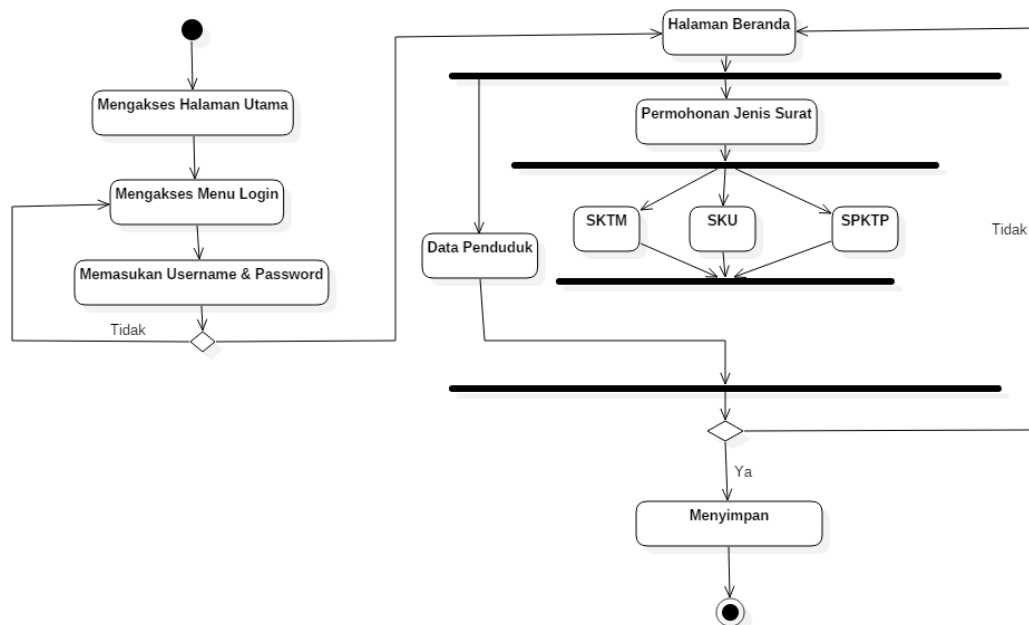 Halaman Beranda
Mengakses Halaman Utama
Permohonan Jenis Surat
Mengakses Menu Login
SKTM
SKU
SPKTP
Tidak
Data Penduduk
Memasukan Username & Password
Tidak
Ya
Menyimpan